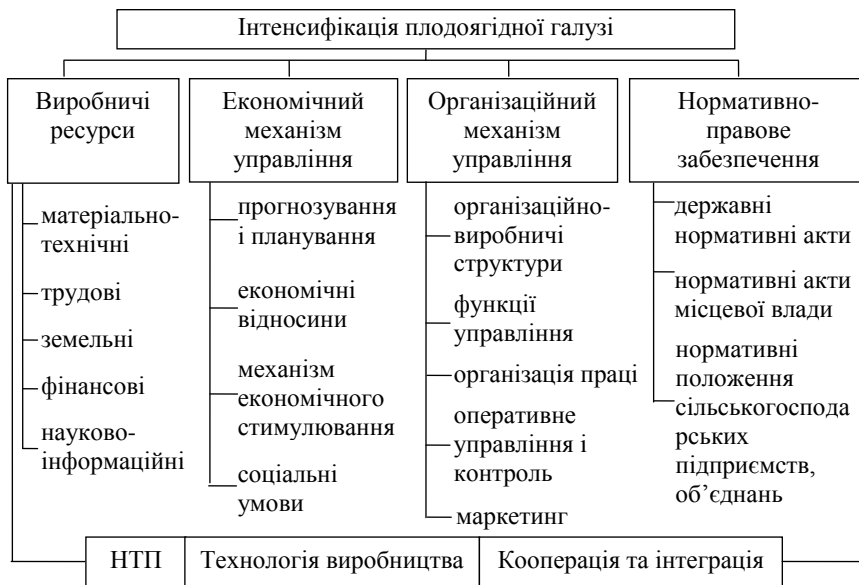 Інтенсифікація плодоягідної галузі
Виробничі
ресурси
матеріально-
технічні
трудові
земельні
фінансові
науково-
інформаційні
Економічний
механізм
управління
прогнозування
і планування
економічні
відносини
механізм
економічного
стимулювання
соціальні
умови
Організаційний
механізм
управління
організаційно-
виробничі
структури
функції
управління
організація праці
оперативне
управління і
контроль
маркетинг
Нормативно-
правове
забезпечення
державні
нормативні акти
нормативні акти
місцевої влади
нормативні
положення
сільськогоспода
рських
підприємств,
об’єднань
НТП
Технологія виробництва
Кооперація та інтеграція